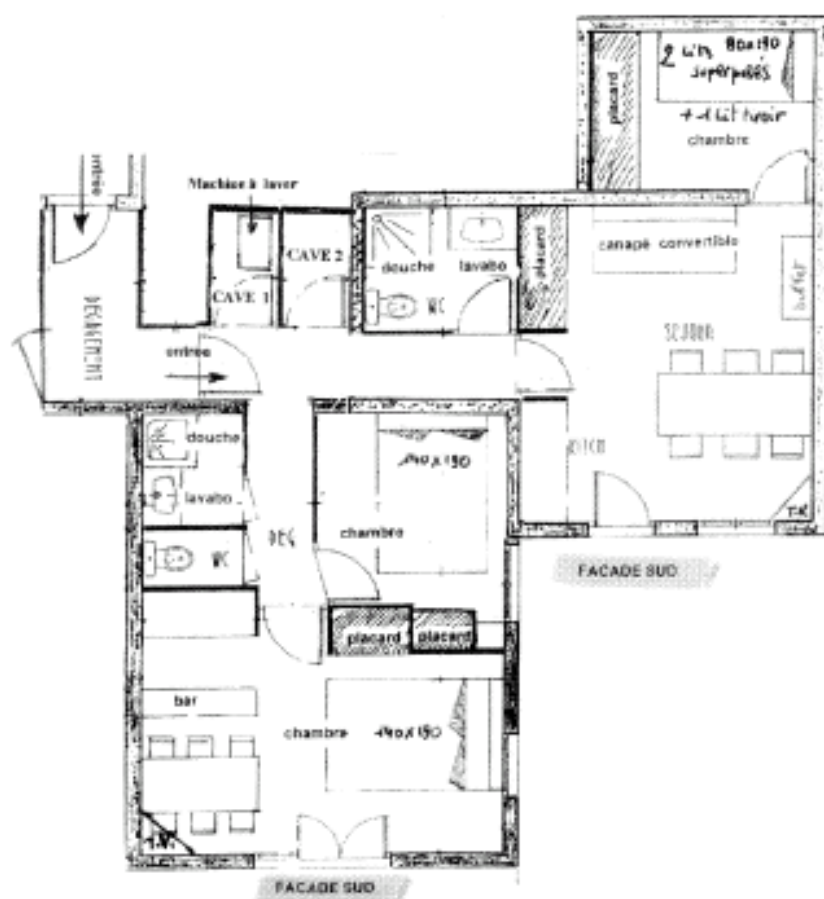 2 lits 80x190
superposés
+ 1 lit tiroir
chambre
placard
entrée
Machine à laver
CAVE 1
CAVE 2
douche
lavabo
WC
placard
canapé convertible
buffet
SEJOUR
DEGAGEMENT
entrée
douche
lavabo
WC
DEG
140x190
chambre
T.V.
FACADE SUD
placard
placard
bar
chambre
140x190
T.V.
FACADE SUD